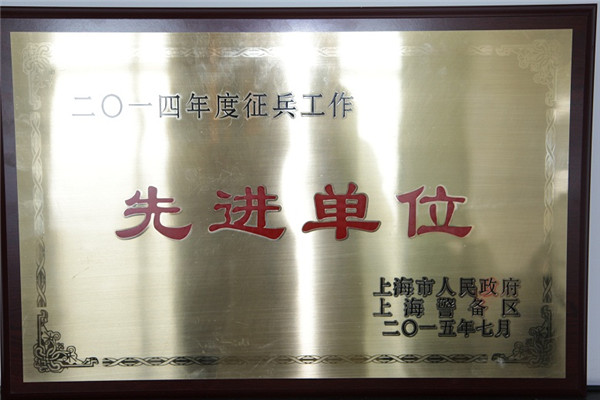 二〇一四年度征兵工作
先进单位
上海市人民政府
上海警备区
二〇一五年七月